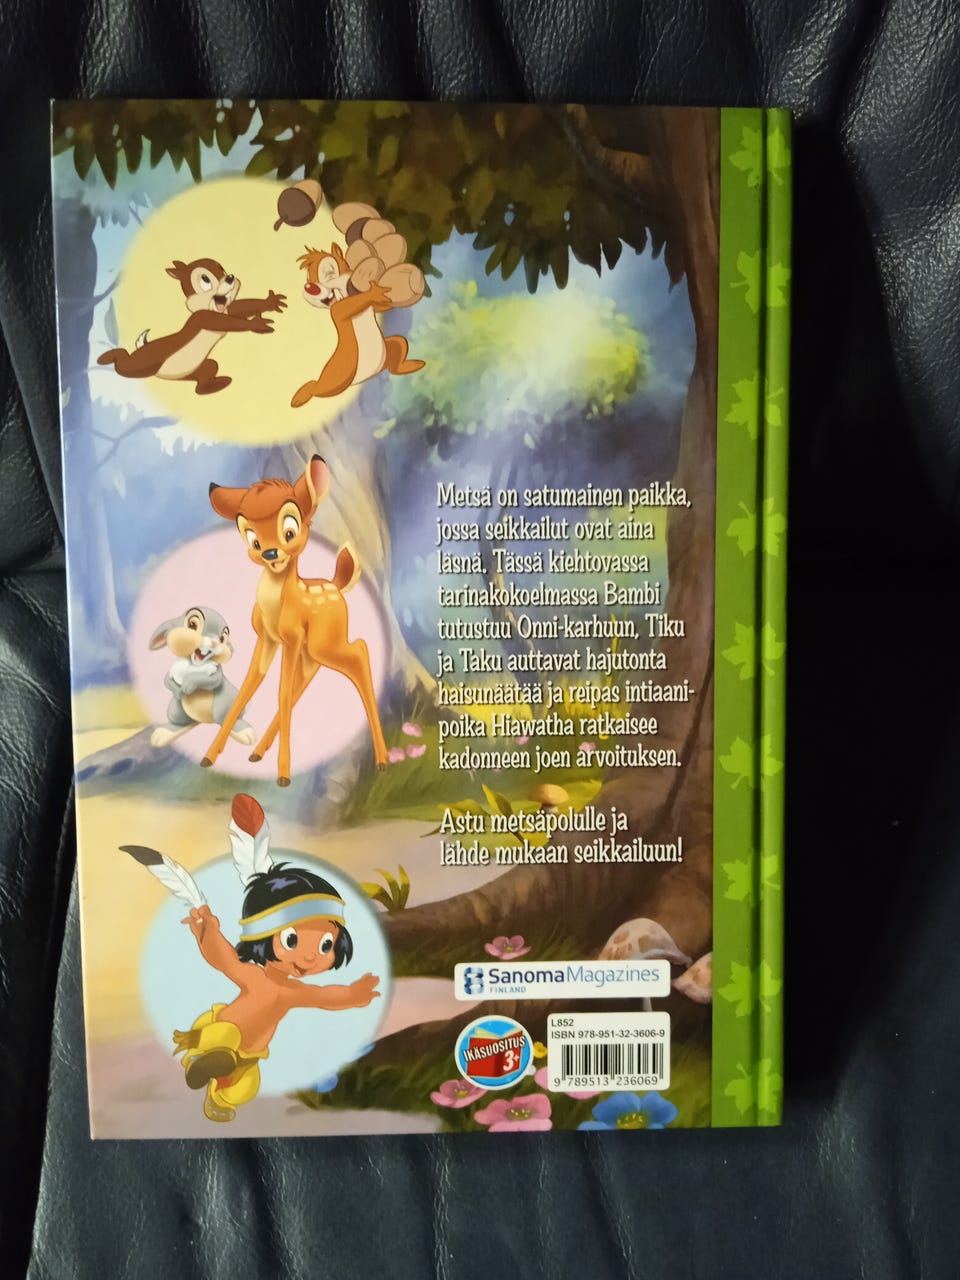 Metsä on satumainen paikka,
jossa seikkailut ovat aina
läsnä. Tässä kiehtovassa
tarinakokoelmassa Bambi
tutustuu Onni-karhuun, Tiku
ja Taku auttavat hajutonta
haisunäätää ja reipas intiaani-
poika Hiawatha ratkaisee
kadonneen joen arvoituksen.
Astu metsäpolulle ja
lähde mukaan seikkailuun!
SanomaMagazines
FINLAND
IKÄSUOSITUS
3+
L852
ISBN 978-951-32-3606-9
9 789513 236069